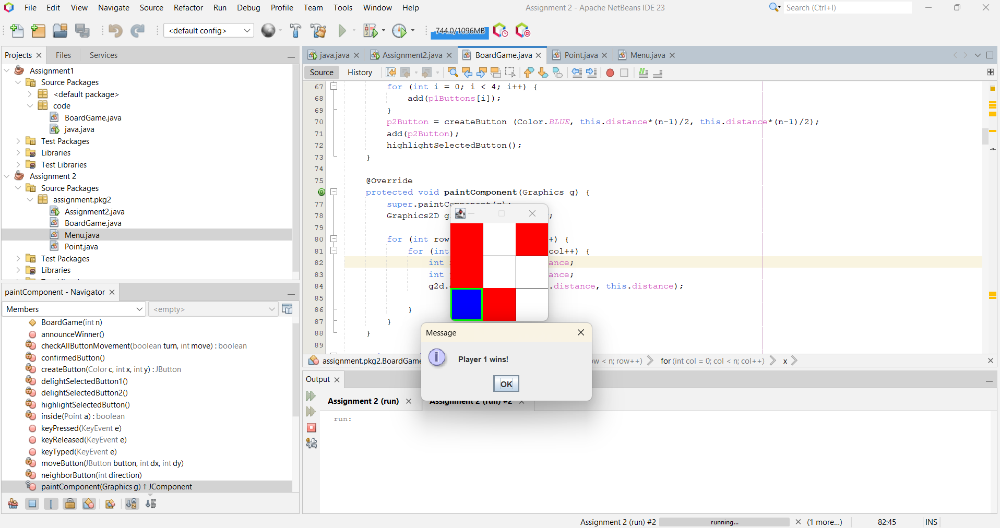 File Edit View Navigate Source Refactor Run Debug Profile Team Tools Window Help
Assignment 2 - Apache NetBeans IDE 23
Search (Ctrl+I)
<default config>
744.0/1096MB
Projects Files Services
Assignment1
Source Packages
<default package>
code
BoardGame.java
java.java
Test Packages
Libraries
Test Libraries
Assignment 2
Source Packages
assignment.pkg2
Assignment2.java
BoardGame.java
Menu.java
Point.java
Test Packages
Libraries
paintComponent - Navigator
Members
<empty>
BoardGame(int n)
announceWinner()
checkAllButtonMovement(boolean turn, int move) : boolean
confirmedButton()
createButton(Color c, int x, int y) : JButton
delightSelectedButton1()
delightSelectedButton2()
highlightSelectedButton()
inside(Point a) : boolean
keyPressed(KeyEvent e)
keyReleased(KeyEvent e)
keyTyped(KeyEvent e)
moveButton(JButton button, int dx, int dy)
neighborButton(int direction)
paintComponent(Graphics g) ↑ JComponent
java.java Assignment2.java BoardGame.java Point.java Menu.java
Source History
67 for (int i = 0; i < 4; i++) {
68 add(p1Buttons[i]);
69 }
70 p2Button = createButton (Color.BLUE, this.distance*(n-1)/2, this.distance*(n-1)/2);
71 add(p2Button);
72 highlightSelectedButton();
73 }
74
75 @Override
protected void paintComponent(Graphics g) {
77 super.paintComponent(g);
78 Graphics2D g ;
79
80 for (int row +) {
81 for (int col++) {
82 int ance;
83 int ance;
84 g2d. .distance, this.distance);
85
86 }
87 }
88 }
89
assignment.pkg2.BoardGame ow < n; row++) for (int col = 0; col < n; col++) x
Message
Player 1 wins!
OK
Output
Assignment 2 (run) Assignment 2 (run) #2
run:
Assignment 2 (run) #2 running... (1 more...) 82:45 INS